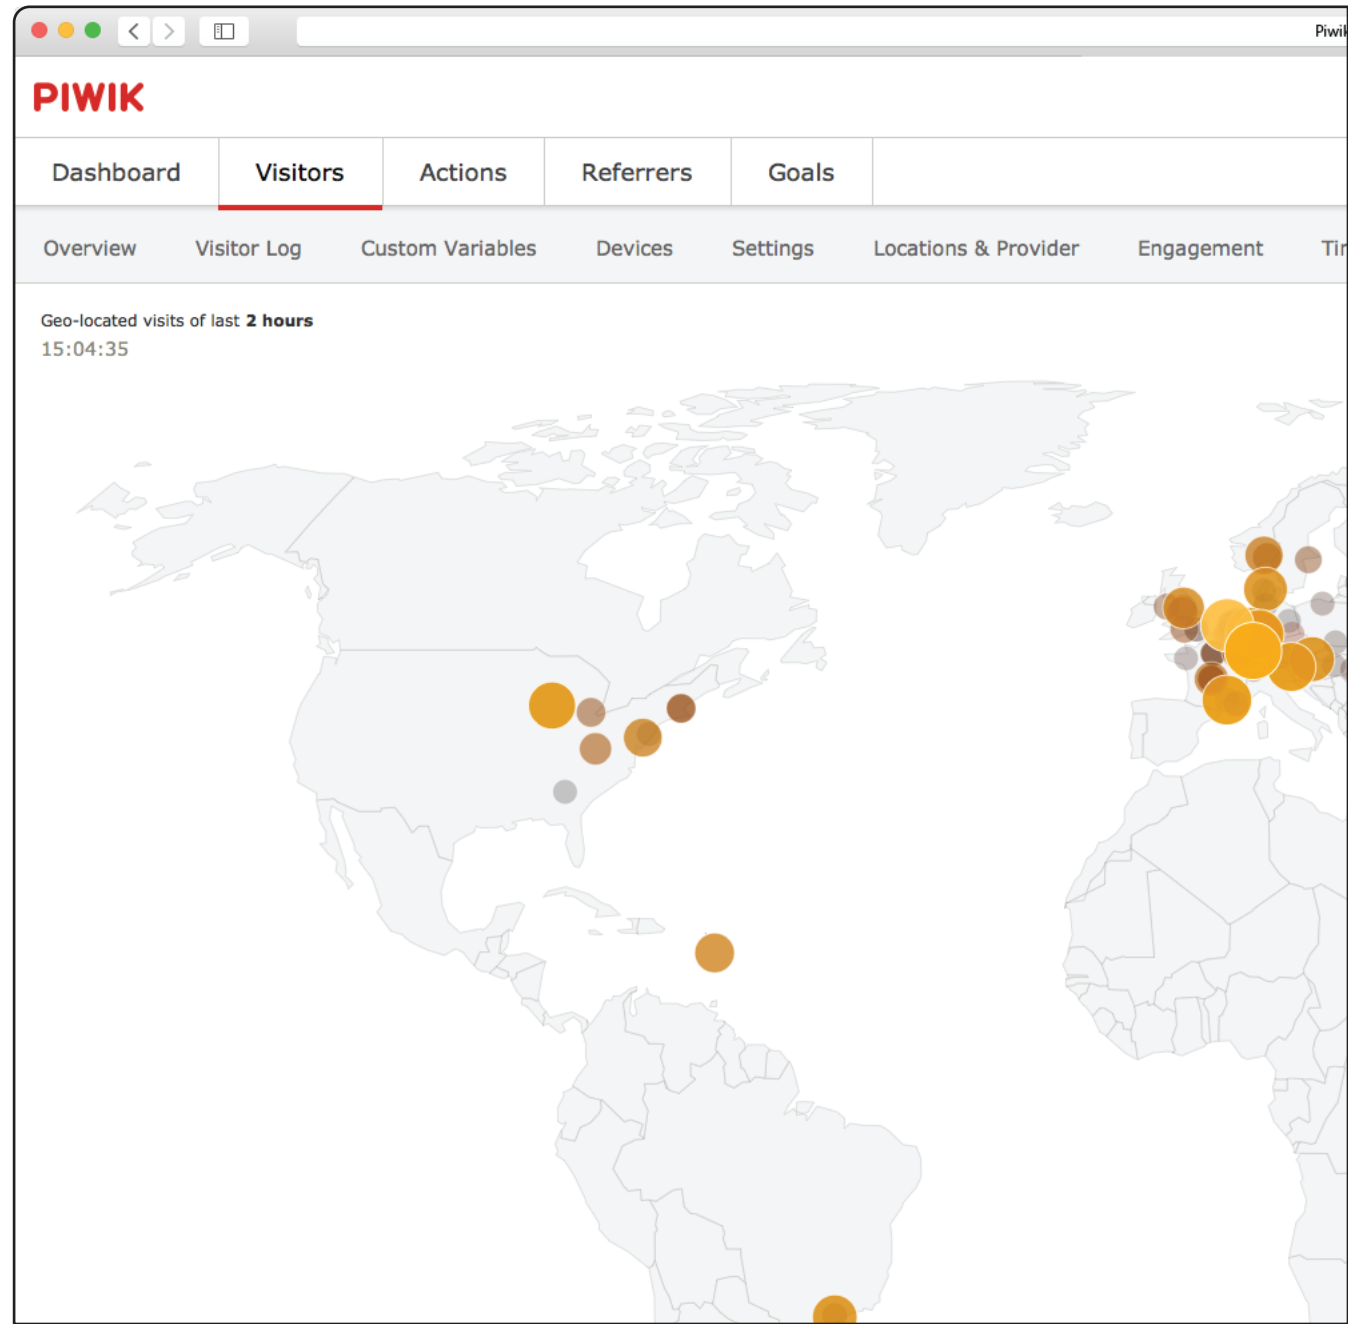 Piwik
PIWIK
Dashboard Visitors Actions Referrers Goals
Overview Visitor Log Custom Variables Devices Settings Locations & Provider Engagement
Geo-located visits of last 2 hours
15:04:35